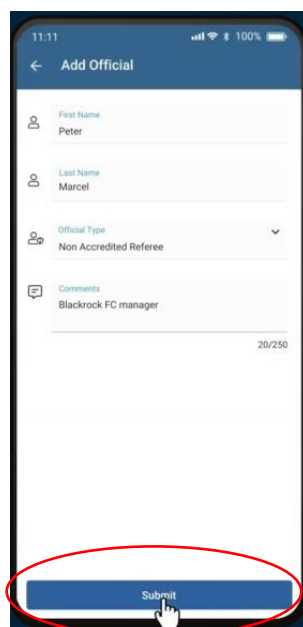 11:11 100%
Add Official
First Name
Peter
Last Name
Marcel
Official Type
Non Accredited Referee
Comments
Blackrock FC manager
20/250
Submit